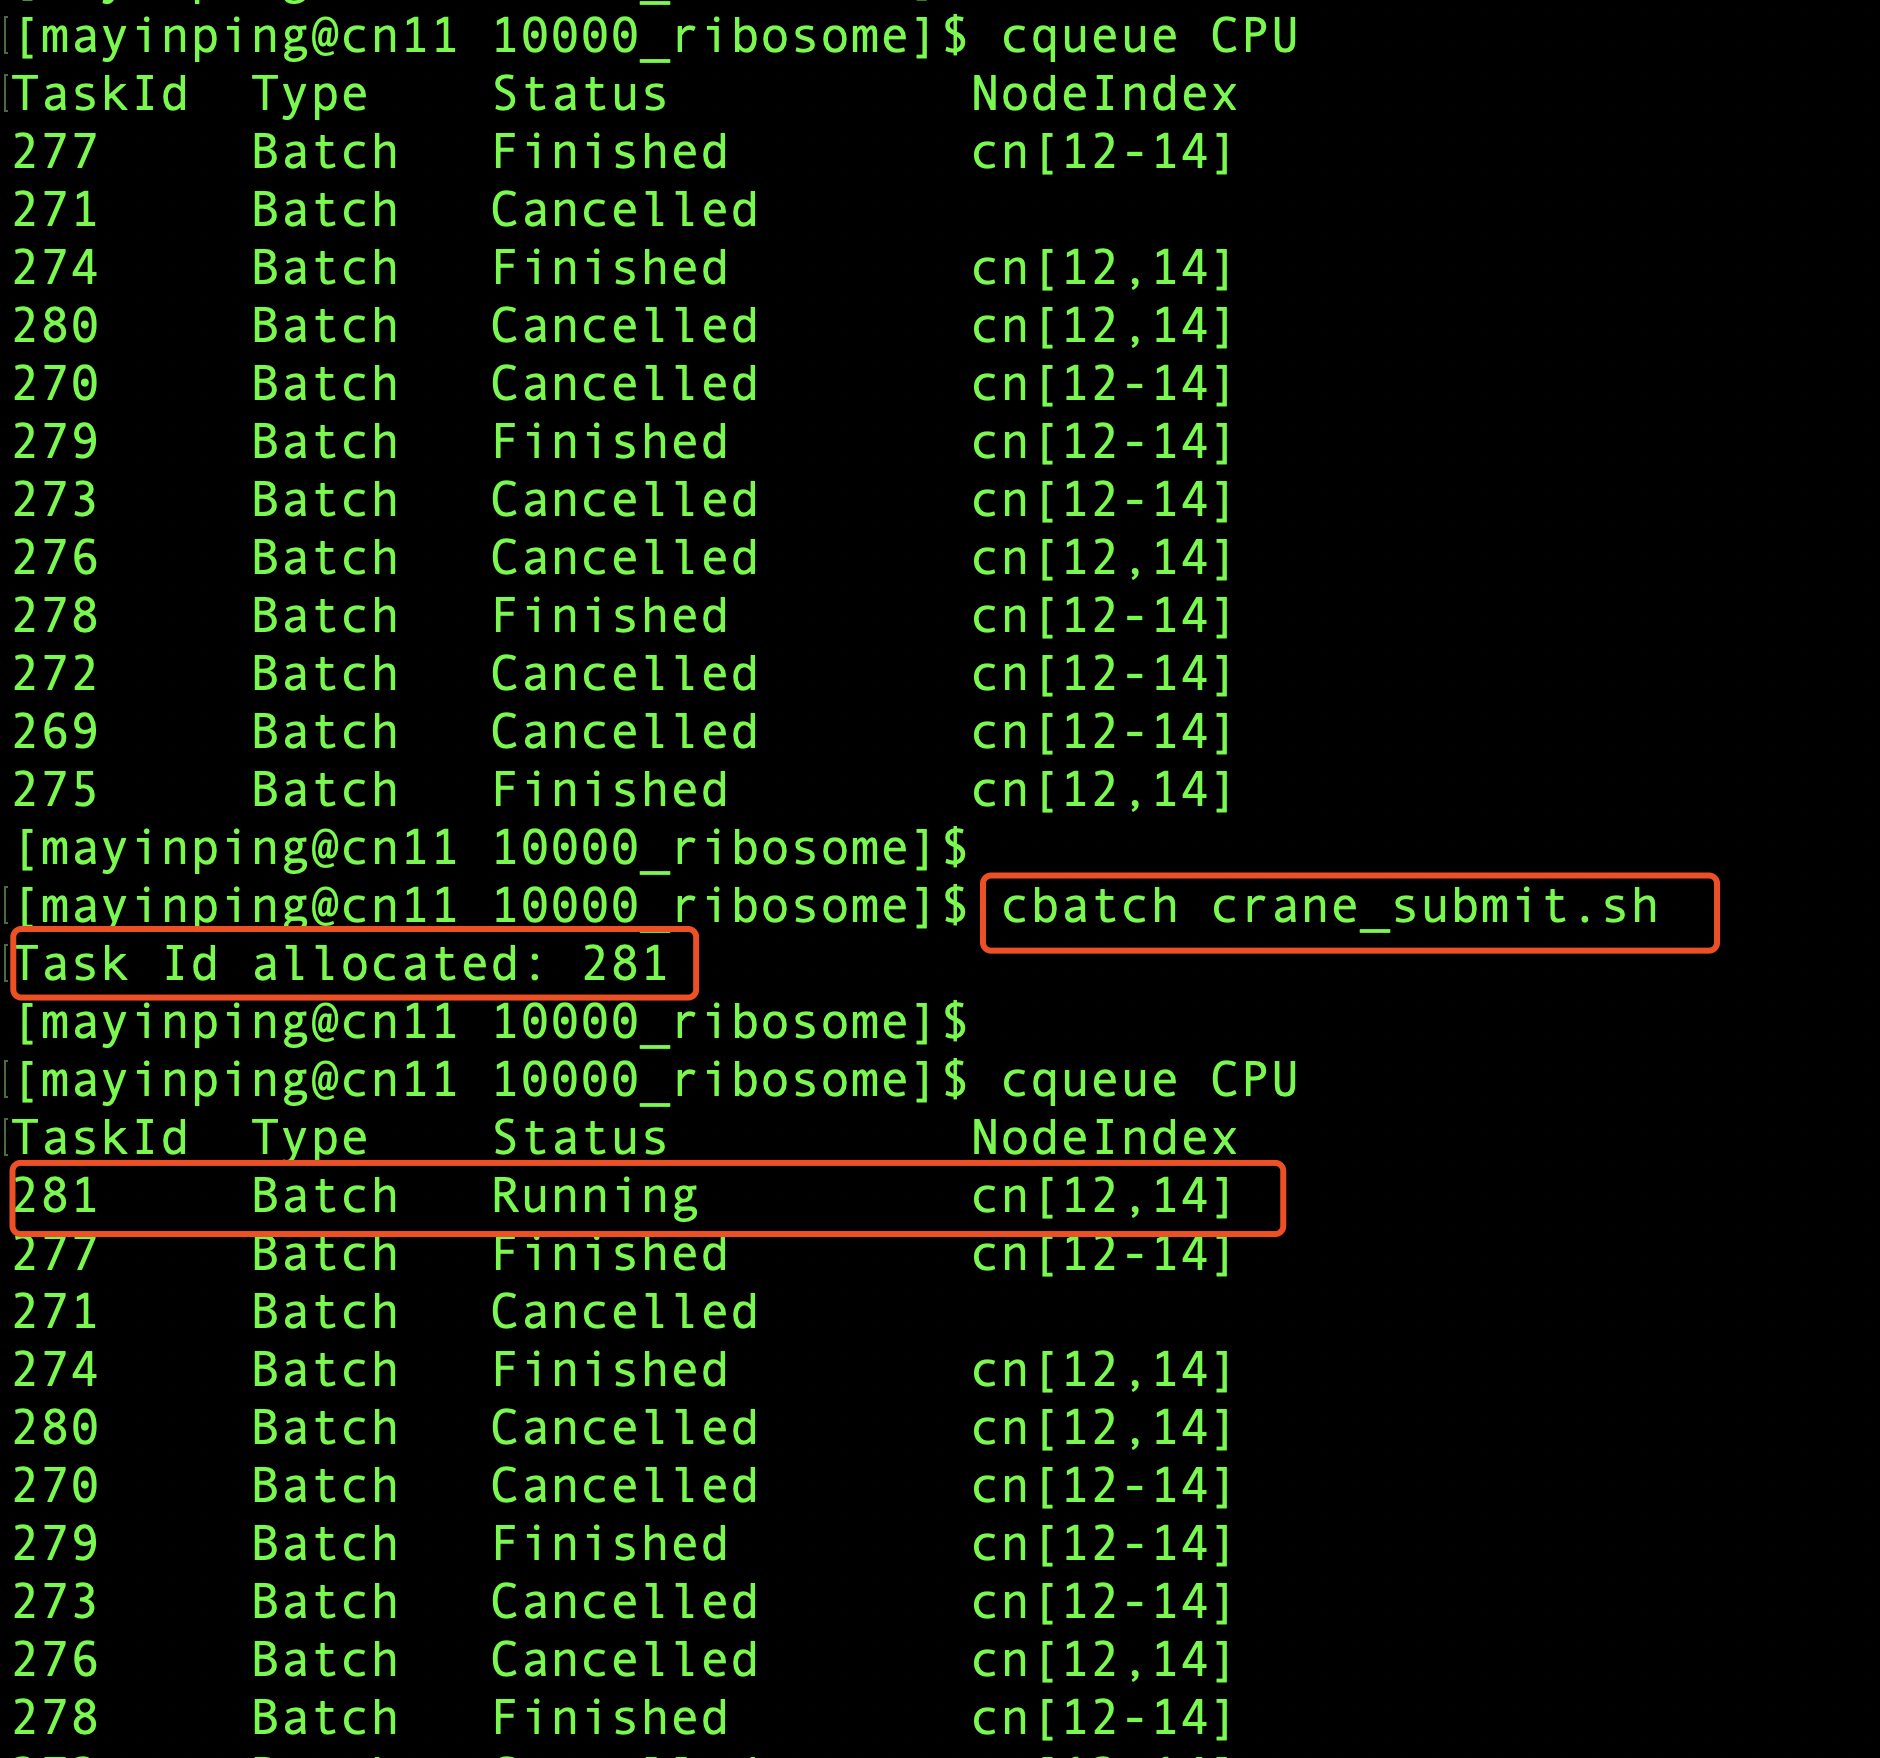 [mayinping@cn11 10000_ribosome]$ cqueue CPU
TaskId Type Status NodeIndex
277 Batch Finished cn[12-14]
271 Batch Cancelled
274 Batch Finished cn[12,14]
280 Batch Cancelled cn[12,14]
270 Batch Cancelled cn[12-14]
279 Batch Finished cn[12-14]
273 Batch Cancelled cn[12-14]
276 Batch Cancelled cn[12,14]
278 Batch Finished cn[12-14]
272 Batch Cancelled cn[12-14]
269 Batch Cancelled cn[12-14]
275 Batch Finished cn[12,14]
[mayinping@cn11 10000_ribosome]$
[mayinping@cn11 10000_ribosome]$ cbatch crane_submit.sh
Task Id allocated: 281
[mayinping@cn11 10000_ribosome]$
[mayinping@cn11 10000_ribosome]$ cqueue CPU
TaskId Type Status NodeIndex
281 Batch Running cn[12,14]
277 Batch Finished cn[12-14]
271 Batch Cancelled
274 Batch Finished cn[12,14]
280 Batch Cancelled cn[12,14]
270 Batch Cancelled cn[12-14]
279 Batch Finished cn[12-14]
273 Batch Cancelled cn[12-14]
276 Batch Cancelled cn[12,14]
278 Batch Finished cn[12-14]